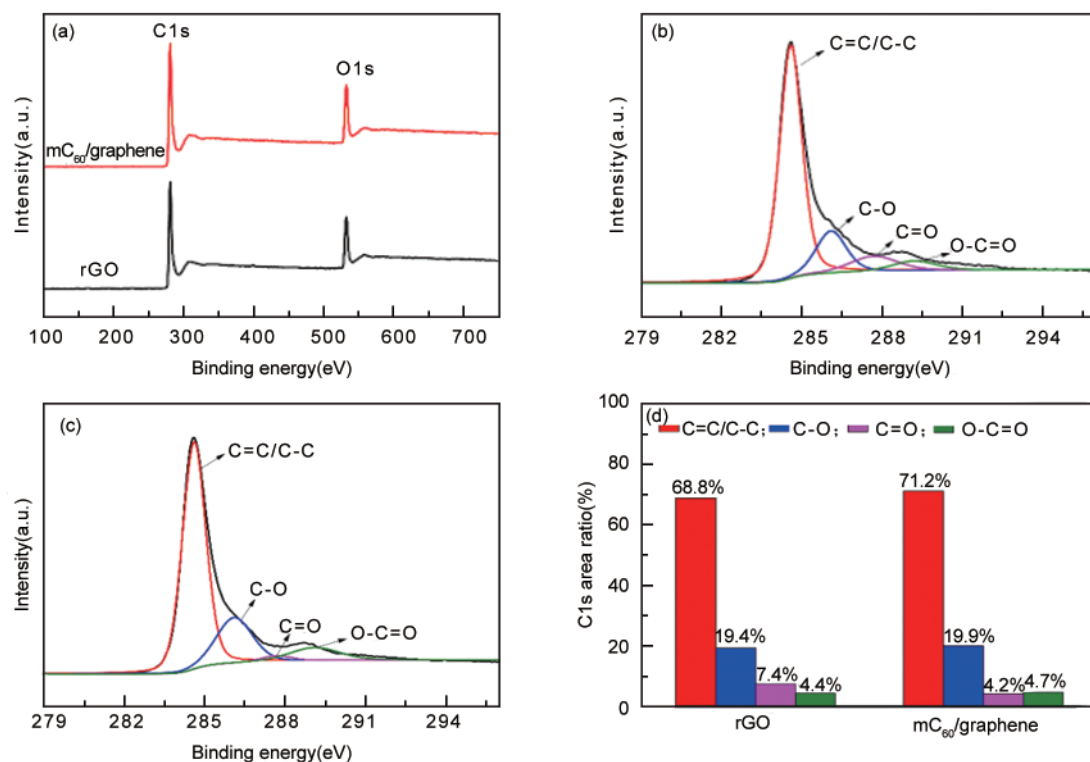 (a)
C1s
O1s
mC₆₀/graphene
rGO
Intensity(a.u.)
100 200 300 400 500 600 700
Binding energy(eV)
(b)
C=C/C-C
C-O
C=O
O-C=O
Intensity(a.u.)
279 282 285 288 291 294
Binding energy(eV)
(c)
C=C/C-C
C-O
C=O
O-C=O
Intensity(a.u.)
279 282 285 288 291 294
Binding energy(eV)
(d)
C=C/C-C; C-O; C=O; O-C=O
100
80
60
40
20
0
C1s area ratio(%)
68.8%
19.4%
7.4%
4.4%
71.2%
19.9%
4.2%
4.7%
rGO mC₆₀/graphene